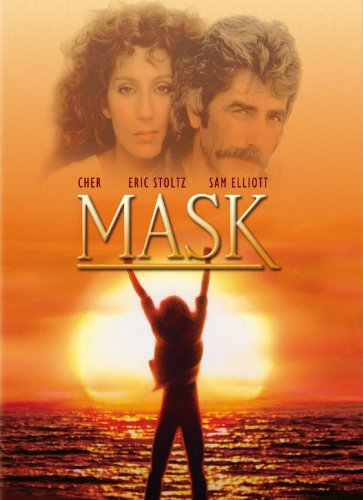 CHER ERIC STOLTZ SAM ELLIOTT
MASK